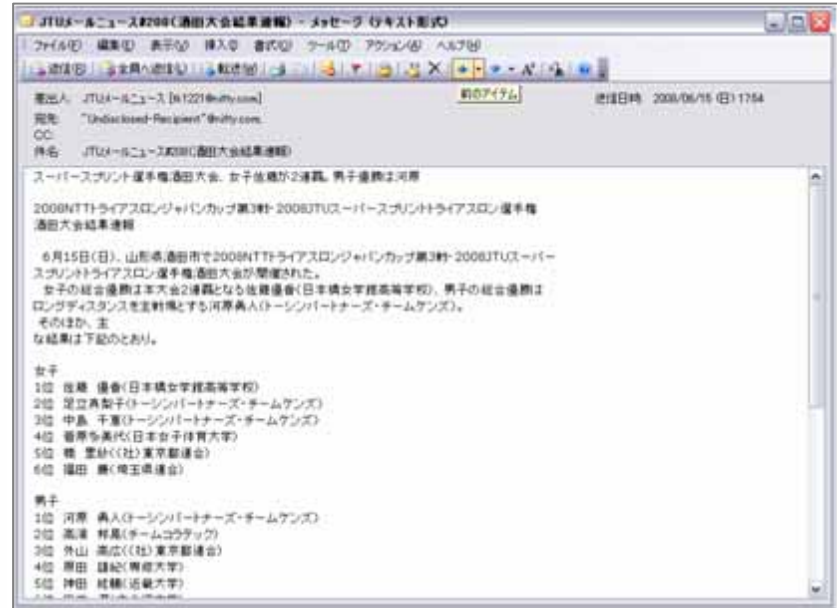 JTUメールニュース#298(酒田大会結果速報) - メッセージ (テキスト形式)
ファイル(F) 編集(E) 表示(V) 挿入(I) 書式(O) ツール(T) アクション(A) ヘルプ(H)
返信(R) 全員へ返信(L) 転送(W)
前のアイテム
差出人: JTUメールニュース
送信日時: 2008/06/15 (日) 17:54
宛先: "Undisclosed-Recipient"@nifty.com;
CC:
件名: JTUメールニュース#298(酒田大会結果速報)
スーパースプリント選手権酒田大会、女子佐藤が2連覇。男子優勝は河原
2008NTTトライアスロンジャパンカップ第3戦・2008JTUスーパースプリントトライアスロン選手権
酒田大会結果速報
6月15日(日)、山形県酒田市で2008NTTトライアスロンジャパンカップ第3戦・2008JTUスーパー
スプリントトライアスロン選手権酒田大会が開催された。
女子の総合優勝は本大会2連覇となる佐藤優香(日本橋女学館高等学校)、男子の総合優勝は
ロングディスタンスを主戦場とする河原勇人(トーシンパートナーズ・チームケンズ)。
そのほか、主
な結果は下記のとおり。
女子
1位 佐藤 優香(日本橋女学館高等学校)
2位 足立真梨子(トーシンパートナーズ・チームケンズ)
3位 中島 千恵(トーシンパートナーズ・チームケンズ)
4位 菅原多美代(日本女子体育大学)
5位 ((社)東京都連合)
6位 福田 (埼玉県連合)
男子
1位 河原 勇人(トーシンパートナーズ・チームケンズ)
2位 高濱 邦晃(チームコラテック)
3位 外山 高広((社)東京都連合)
4位 原田 雄紀(専修大学)
5位 神田 (近畿大学)